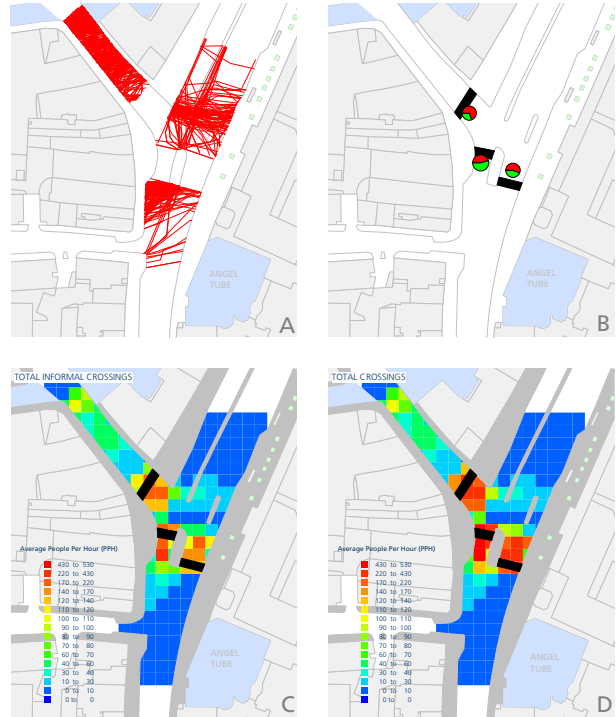 ANGEL
TUBE
A
ANGEL
TUBE
B
TOTAL INFORMAL CROSSINGS
Average People Per Hour (PPH)
430 to 530
220 to 430
170 to 220
140 to 170
120 to 140
110 to 120
100 to 110
90 to 100
80 to 90
70 to 80
60 to 70
40 to 60
30 to 40
10 to 30
0 to 10
0 to 0
ANGEL
TUBE
C
TOTAL CROSSINGS
Average People Per Hour (PPH)
430 to 530
220 to 430
170 to 220
140 to 170
120 to 140
110 to 120
100 to 110
90 to 100
80 to 90
70 to 80
60 to 70
40 to 60
30 to 40
10 to 30
0 to 10
0 to 0
ANGEL
TUBE
D